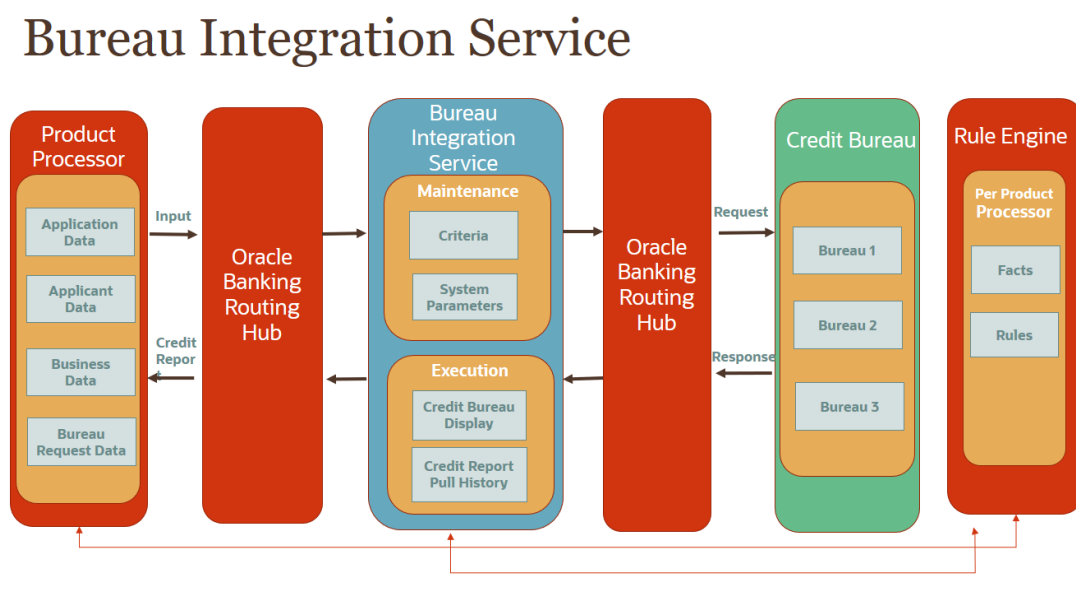 Bureau Integration Service
Product
Processor
Application
Data
Applicant
Data
Business
Data
Bureau
Request Data
Input
Credit
Repor
t
Oracle
Banking
Routing
Hub
Bureau
Integration
Service
Maintenance
Criteria
System
Parameters
Execution
Credit Bureau
Display
Credit Report
Pull History
Oracle
Banking
Routing
Hub
Request
Response
Credit Bureau
Bureau 1
Bureau 2
Bureau 3
Rule Engine
Per Product
Processor
Facts
Rules